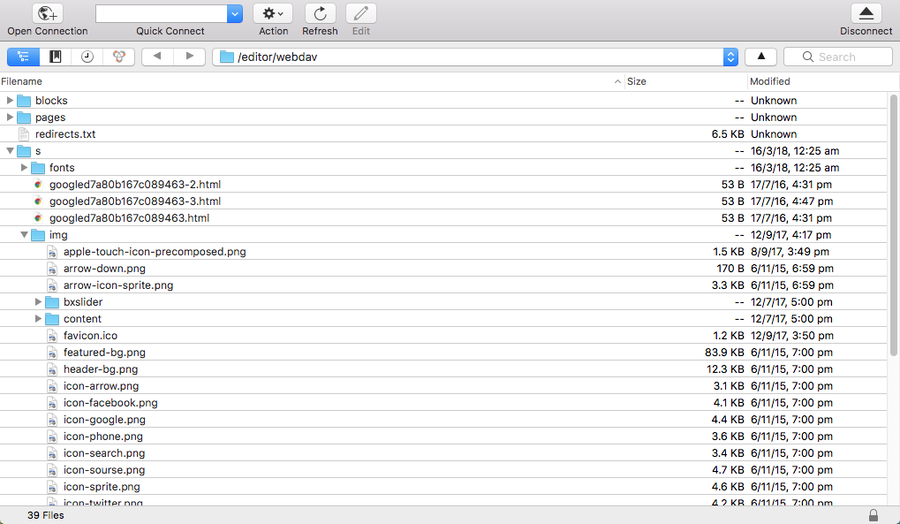 Open Connection Quick Connect Action Refresh Edit Disconnect
/editor/webdav Search
Filename Size Modified
blocks -- Unknown
pages -- Unknown
redirects.txt 6.5 KB Unknown
s -- 16/3/18, 12:25 am
fonts -- 16/3/18, 12:25 am
googled7a80b167c089463-2.html 53 B 17/7/16, 4:31 pm
googled7a80b167c089463-3.html 53 B 17/7/16, 4:47 pm
googled7a80b167c089463.html 53 B 17/7/16, 4:31 pm
img -- 12/9/17, 4:17 pm
apple-touch-icon-precomposed.png 1.5 KB 8/9/17, 3:49 pm
arrow-down.png 170 B 6/11/15, 6:59 pm
arrow-icon-sprite.png 3.3 KB 6/11/15, 6:59 pm
bxslider -- 12/7/17, 5:00 pm
content -- 12/7/17, 5:00 pm
favicon.ico 1.2 KB 12/9/17, 3:50 pm
featured-bg.png 83.9 KB 6/11/15, 7:00 pm
header-bg.png 12.3 KB 6/11/15, 7:00 pm
icon-arrow.png 3.1 KB 6/11/15, 7:00 pm
icon-facebook.png 4.1 KB 6/11/15, 7:00 pm
icon-google.png 4.4 KB 6/11/15, 7:00 pm
icon-phone.png 3.6 KB 6/11/15, 7:00 pm
icon-search.png 3.4 KB 6/11/15, 7:00 pm
icon-sourse.png 4.7 KB 6/11/15, 7:00 pm
icon-sprite.png 4.6 KB 6/11/15, 7:00 pm
icon-twitter.png 4.2 KB 6/11/15, 7:00 pm
39 Files